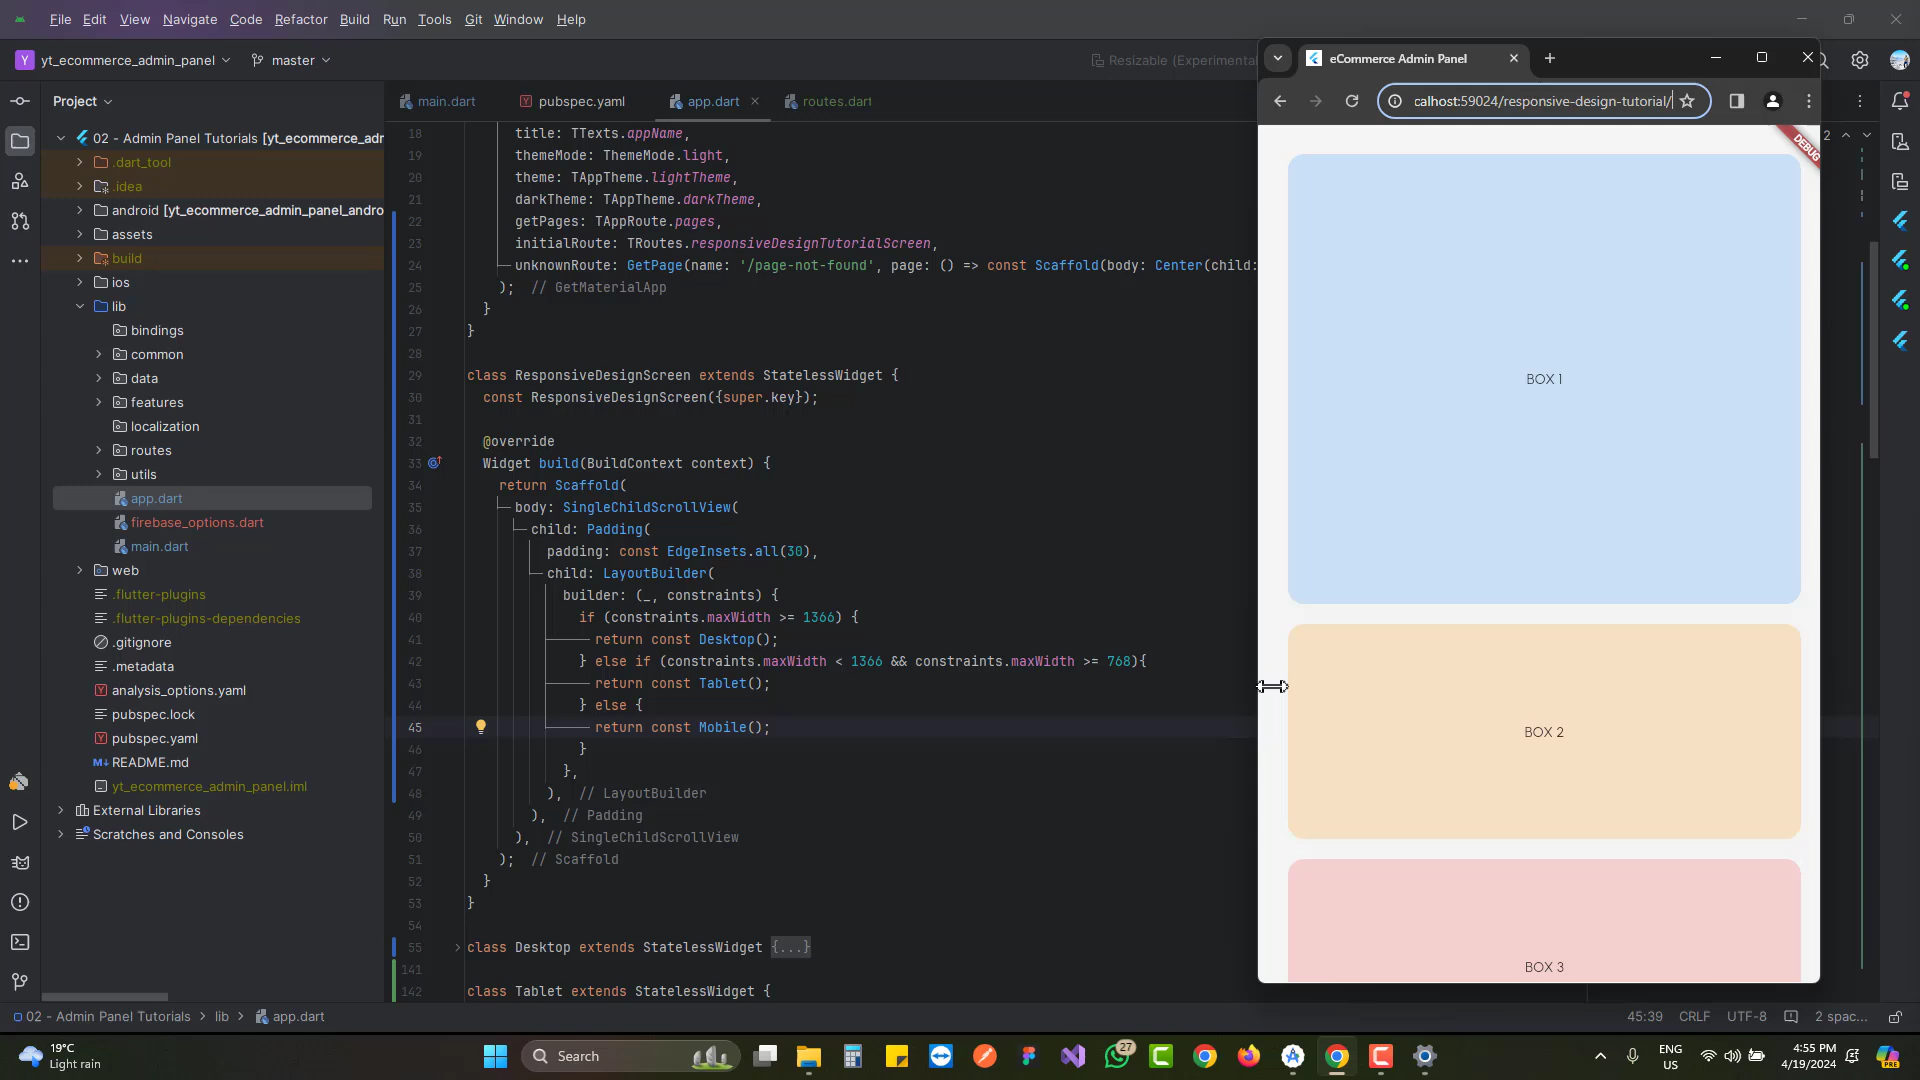 File Edit View Navigate Code Refactor Build Run Tools Git Window Help
Y yt_ecommerce_admin_panel master
Resizable (Experimental
Project
main.dart pubspec.yaml app.dart routes.dart
02 - Admin Panel Tutorials [yt_ecommerce_adr
.dart_tool
.idea
android [yt_ecommerce_admin_panel_andro
assets
build
ios
lib
bindings
common
data
features
localization
routes
utils
app.dart
firebase_options.dart
main.dart
web
.flutter-plugins
.flutter-plugins-dependencies
.gitignore
.metadata
analysis_options.yaml
pubspec.lock
pubspec.yaml
README.md
yt_ecommerce_admin_panel.iml
External Libraries
Scratches and Consoles
18 title: TTexts.appName,
19 themeMode: ThemeMode.light,
20 theme: TAppTheme.lightTheme,
21 darkTheme: TAppTheme.darkTheme,
22 getPages: TAppRoute.pages,
23 initialRoute: TRoutes.responsiveDesignTutorialScreen,
24 unknownRoute: GetPage(name: '/page-not-found', page: () => const Scaffold(body: Center(child:
25 ); // GetMaterialApp
26 }
27 }
28
29 class ResponsiveDesignScreen extends StatelessWidget {
30 const ResponsiveDesignScreen({super.key});
31
32 @override
33 Widget build(BuildContext context) {
34 return Scaffold(
35 body: SingleChildScrollView(
36 child: Padding(
37 padding: const EdgeInsets.all(30),
38 child: LayoutBuilder(
39 builder: (_, constraints) {
40 if (constraints.maxWidth >= 1366) {
41 return const Desktop();
42 } else if (constraints.maxWidth < 1366 && constraints.maxWidth >= 768){
43 return const Tablet();
44 } else {
45 return const Mobile();
46 }
47 },
48 ), // LayoutBuilder
49 ), // Padding
50 ), // SingleChildScrollView
51 ); // Scaffold
52 }
53 }
54
55 class Desktop extends StatelessWidget {...}
141
142 class Tablet extends StatelessWidget {
eCommerce Admin Panel
calhost:59024/responsive-design-tutorial/
DEBUG
2
BOX 1
BOX 2
BOX 3
02 - Admin Panel Tutorials > lib > app.dart
45:39 CRLF UTF-8 2 spac...
19°C
Light rain
Search
27
ENG
US
4:55 PM
4/19/2024
PRE